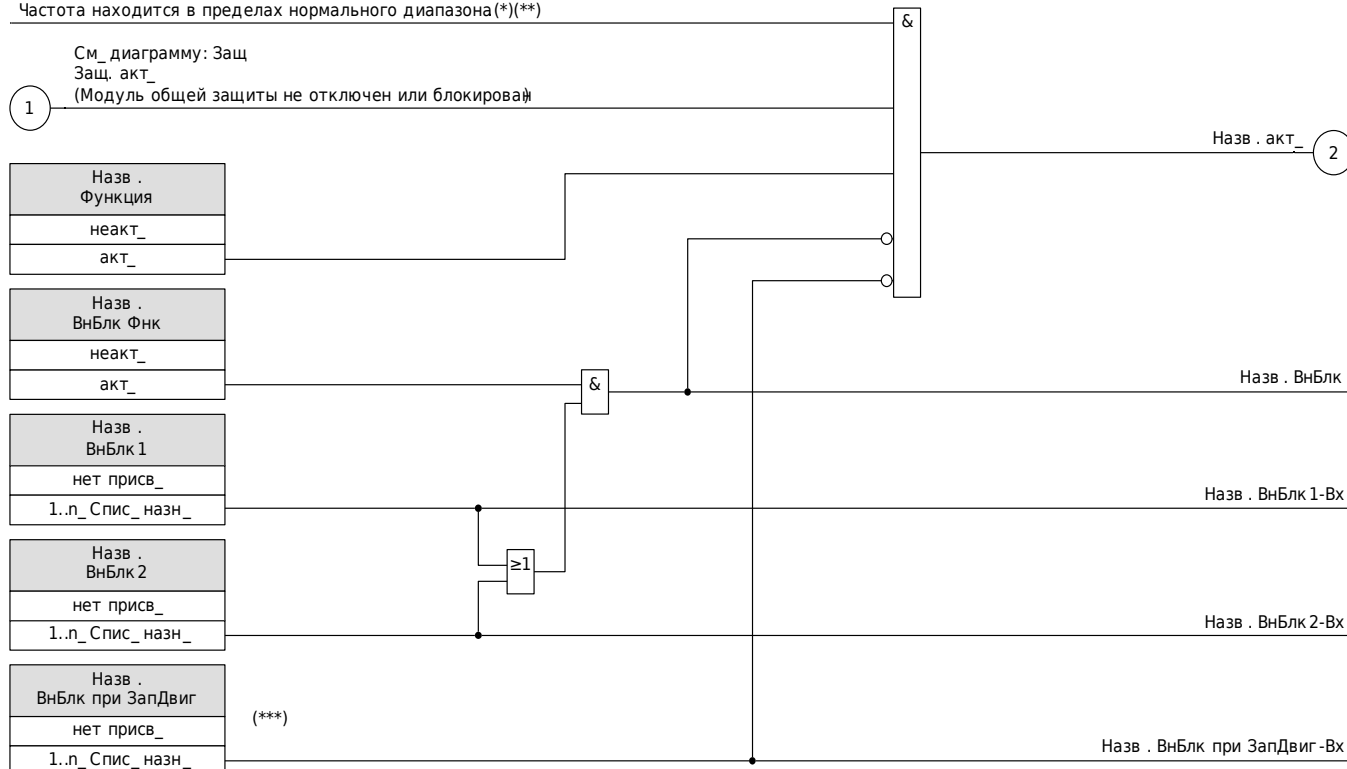 Частота находится в пределах нормального диапазона(*)(**)
&
См_ диаграмму: Защ
Защ. акт_
(Модуль общей защиты не отключен или блокирован)
1
Назв . акт_
2
Назв .
Функция
неакт_
акт_
Назв .
ВнБлк Фнк
неакт_
акт_
&
Назв . ВнБлк
Назв .
ВнБлк 1
нет присв_
1..n_ Спис_ назн_
Назв . ВнБлк 1-Вх
≥1
Назв .
ВнБлк 2
нет присв_
1..n_ Спис_ назн_
Назв . ВнБлк 2-Вх
Назв .
ВнБлк при ЗапДвиг
(***)
нет присв_
1..n_ Спис_ назн_
Назв . ВнБлк при ЗапДвиг-Вх